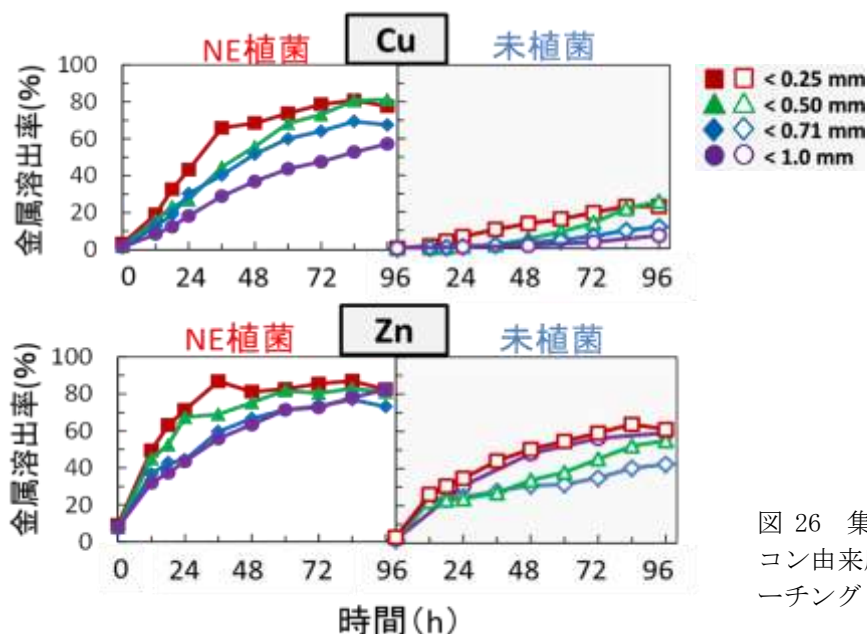 Cu
NE植菌
未植菌
金属溶出率(%)
100
80
60
40
20
0
0 24 48 72 96 24 48 72 96
< 0.25 mm
< 0.50 mm
< 0.71 mm
< 1.0 mm
Zn
NE植菌
未植菌
金属溶出率(%)
100
80
60
40
20
0
0 24 48 72 96 24 48 72 96
時間(h)
図 26 集
コン由来
ーチング